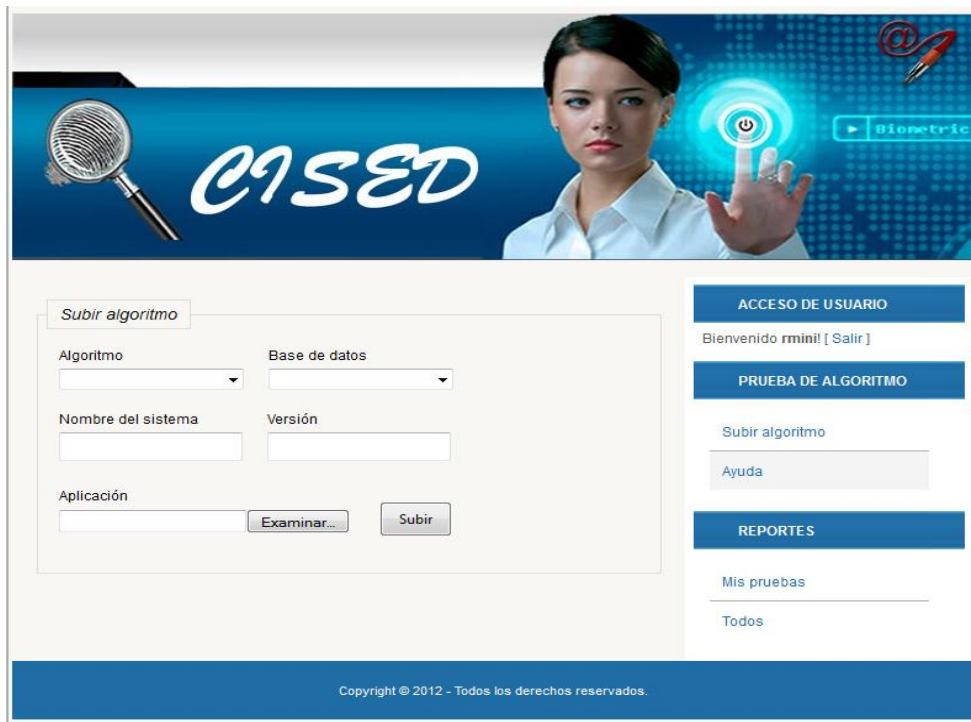 CISED
@
Biometric
Subir algoritmo
Algoritmo
Base de datos
Nombre del sistema
Versión
Aplicación
Examinar...
Subir
ACCESO DE USUARIO
Bienvenido rmini! [ Salir ]
PRUEBA DE ALGORITMO
Subir algoritmo
Ayuda
REPORTES
Mis pruebas
Todos
Copyright © 2012 - Todos los derechos reservados.